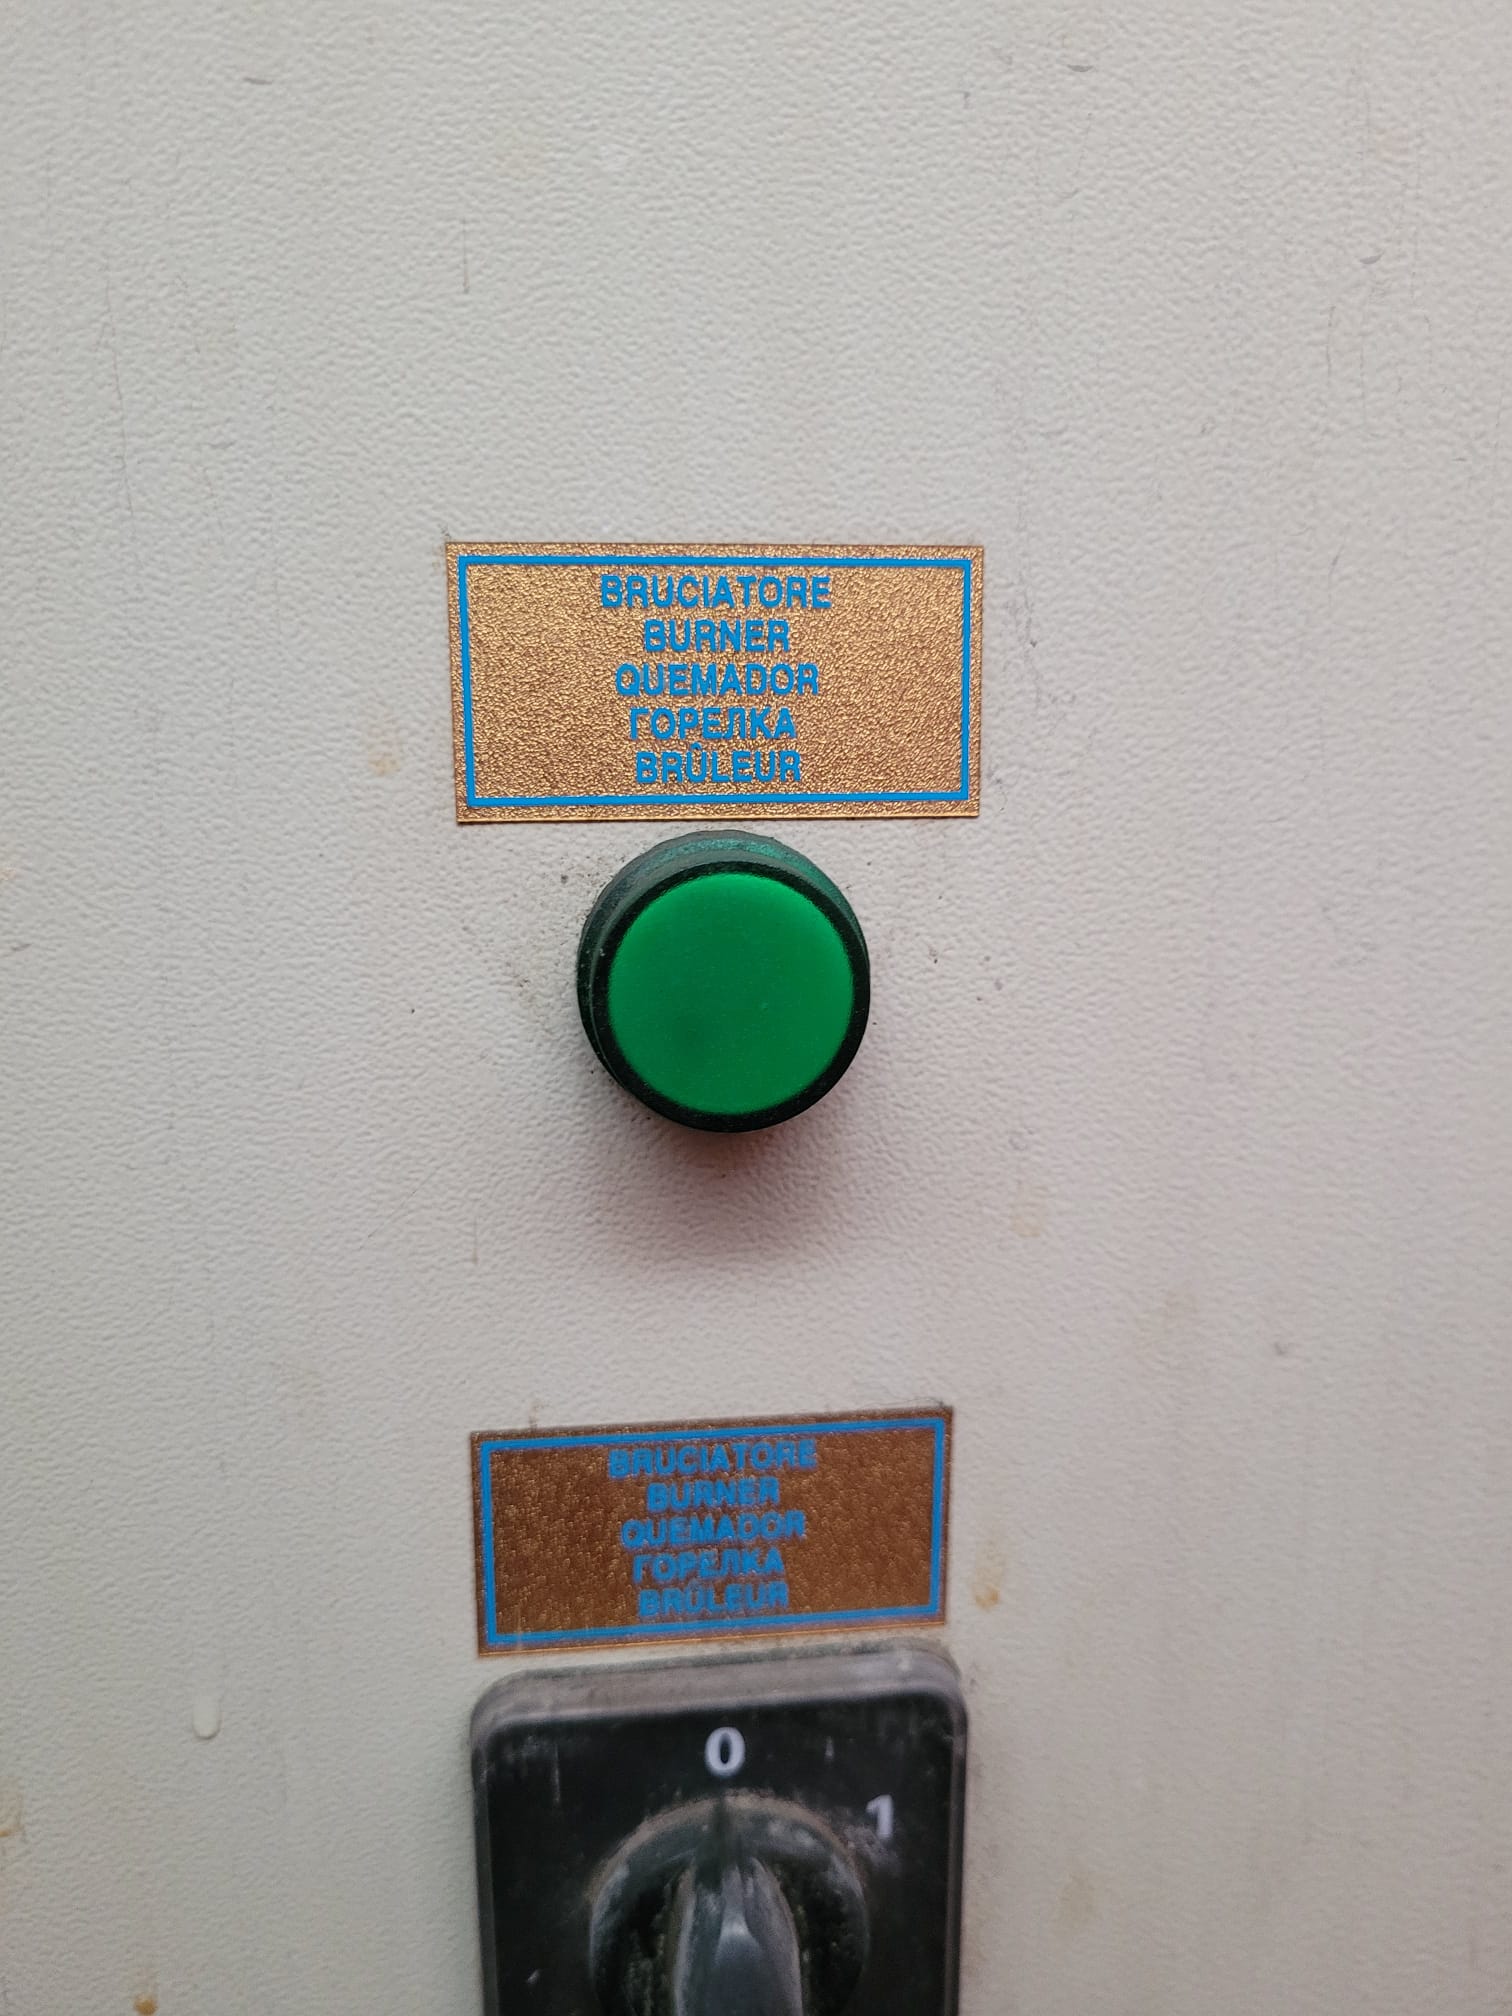 BRUCIATORE
BURNER
QUEMADOR
ГОРЕЛКА
BRÛLEUR
BRUCIATORE
BURNER
QUEMADOR
ГОРЕЛКА
BRÛLEUR
0
1